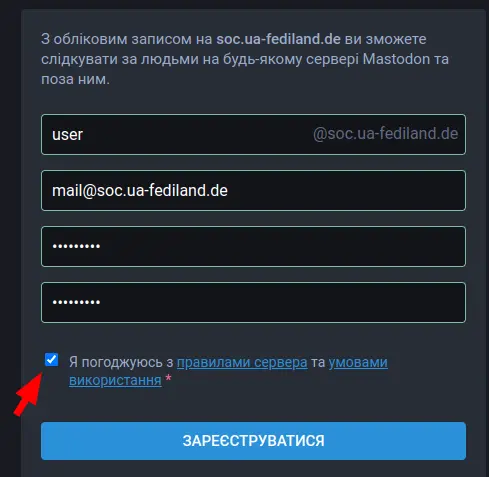 З обліковим записом на soc.ua-fediland.de ви зможете
слідкувати за людьми на будь-якому сервері Mastodon та
поза ним.
user @soc.ua-fediland.de
mail@soc.ua-fediland.de
•••••••••
•••••••••
Я погоджуюсь з правилами сервера та умовами
використання *
ЗАРЕЄСТРУВАТИСЯ